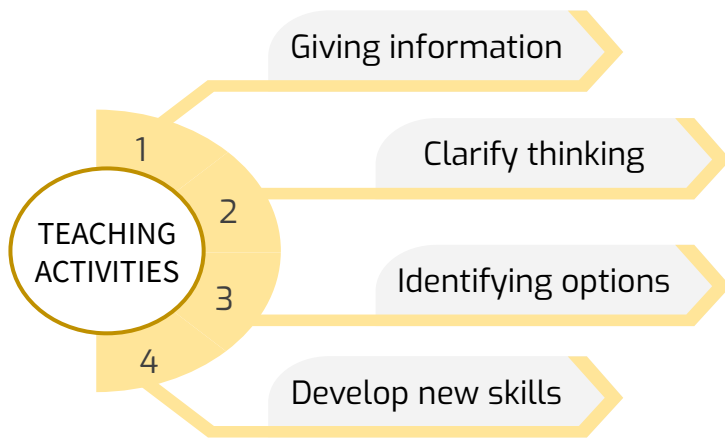 TEACHING
ACTIVITIES
1
Giving information
2
Clarify thinking
3
Identifying options
4
Develop new skills